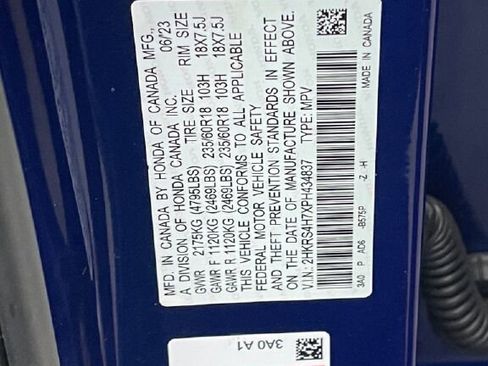 MFD. IN CANADA BY HONDA OF CANADA MFG.,
A DIVISION OF HONDA CANADA INC. 06/23
TIRE SIZE RIM SIZE
GVWR 2175KG (4795LBS)
GAWR F 1120KG (2469LBS) 235/60R18 103H 18X7.5J
GAWR R 1120KG (2469LBS) 235/60R18 103H 18X7.5J
THIS VEHICLE CONFORMS TO ALL APPLICABLE
FEDERAL MOTOR VEHICLE SAFETY
AND THEFT PREVENTION STANDARDS IN EFFECT
ON THE DATE OF MANUFACTURE SHOWN ABOVE.
V.I.N.: 2HKRS4H7XPH434837 TYPE: MPV
3A0 P /D6 -B575P -Z -H MADE IN CANADA
3A0 A1